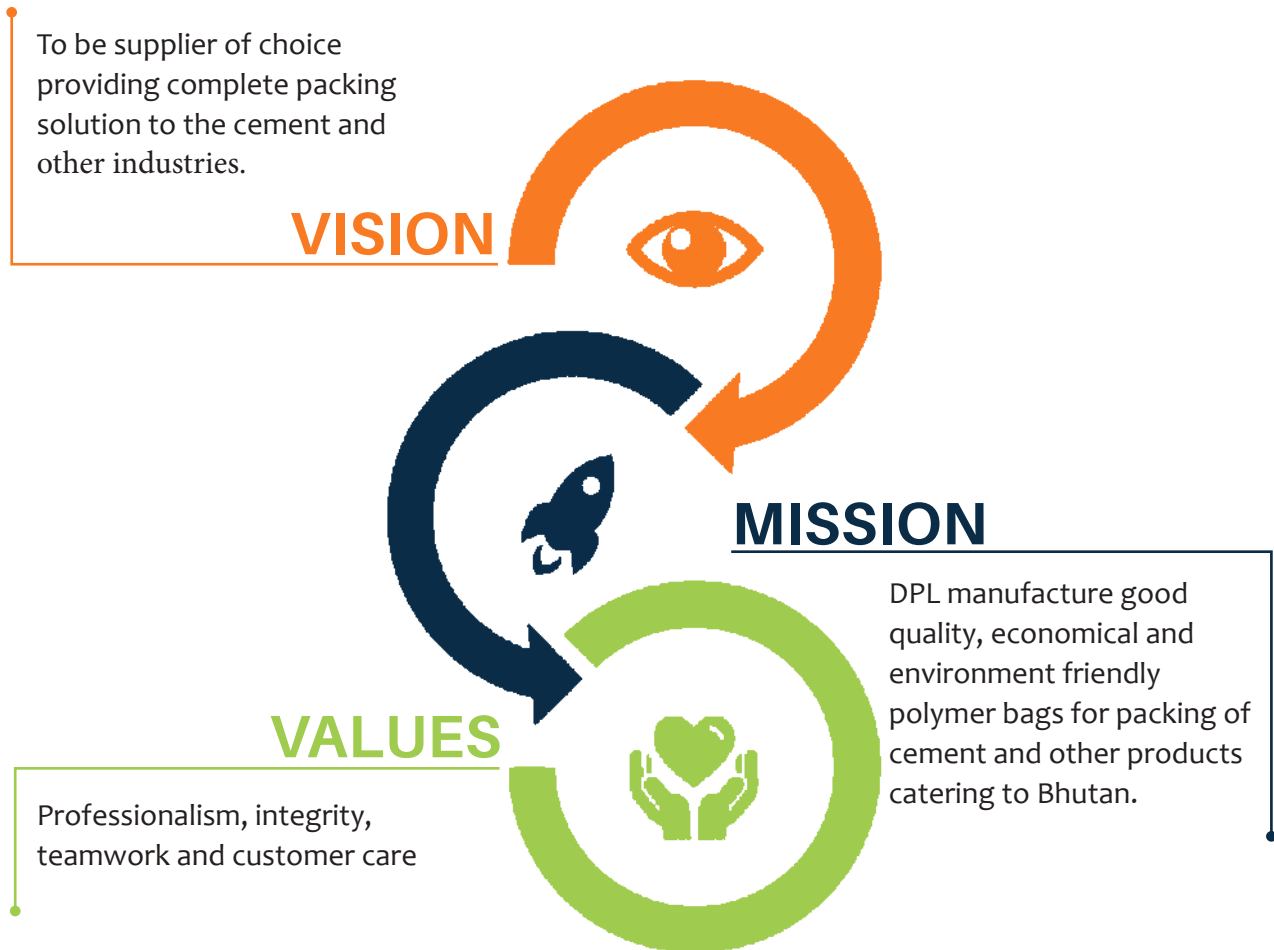 To be supplier of choice
providing complete packing
solution to the cement and
other industries.
VISION
MISSION
DPL manufacture good
quality, economical and
environment friendly
polymer bags for packing of
cement and other products
catering to Bhutan.
VALUES
Professionalism, integrity,
teamwork and customer care